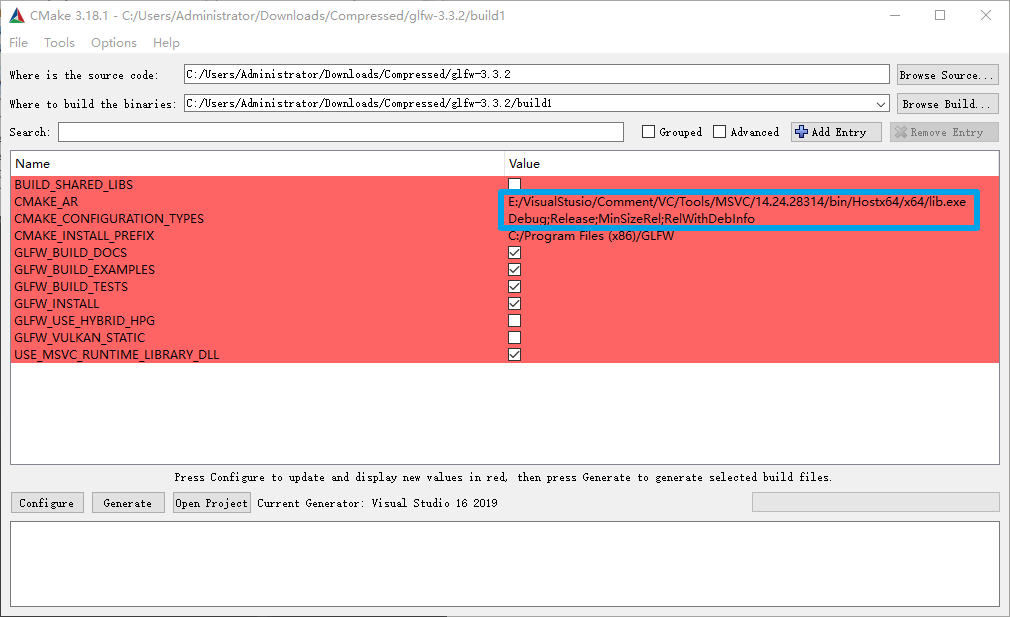 CMake 3.18.1 - C:/Users/Administrator/Downloads/Compressed/glfw-3.3.2/build1
File Tools Options Help
Where is the source code: C:/Users/Administrator/Downloads/Compressed/glfw-3.3.2 Browse Source...
Where to build the binaries: C:/Users/Administrator/Downloads/Compressed/glfw-3.3.2/build1 Browse Build...
Search: Grouped Advanced Add Entry Remove Entry
Name Value
BUILD_SHARED_LIBS
CMAKE_AR E:/VisualStusio/Comment/VC/Tools/MSVC/14.24.28314/bin/Hostx64/x64/lib.exe
CMAKE_CONFIGURATION_TYPES Debug;Release;MinSizeRel;RelWithDebInfo
CMAKE_INSTALL_PREFIX C:/Program Files (x86)/GLFW
GLFW_BUILD_DOCS
GLFW_BUILD_EXAMPLES
GLFW_BUILD_TESTS
GLFW_INSTALL
GLFW_USE_HYBRID_HPG
GLFW_VULKAN_STATIC
USE_MSVC_RUNTIME_LIBRARY_DLL
Press Configure to update and display new values in red, then press Generate to generate selected build files.
Configure Generate Open Project Current Generator: Visual Studio 16 2019